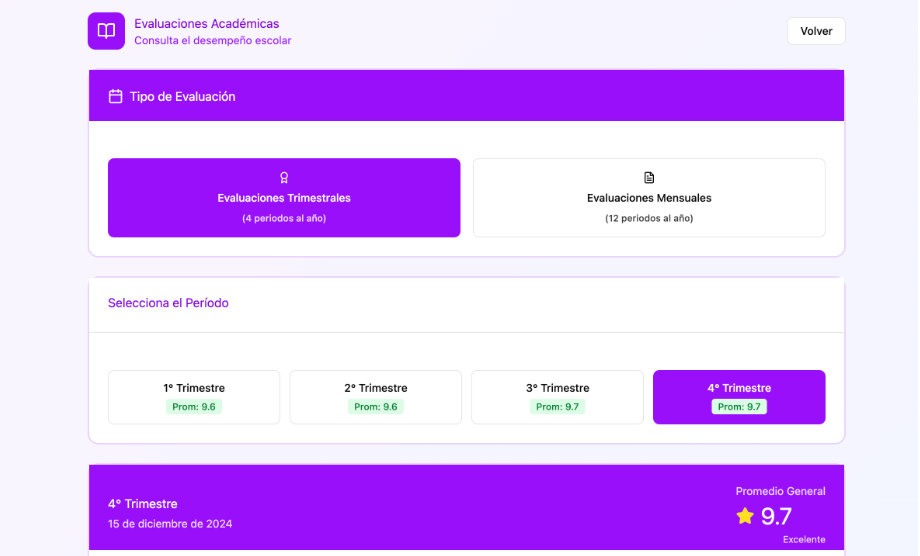 Evaluaciones Académicas
Consulta el desempeño escolar
Volver
Tipo de Evaluación
Evaluaciones Trimestrales
(4 periodos al año)
Evaluaciones Mensuales
(12 periodos al año)
Selecciona el Período
1° Trimestre
Prom: 9.6
2° Trimestre
Prom: 9.6
3° Trimestre
Prom: 9.7
4° Trimestre
Prom: 9.7
4° Trimestre
15 de diciembre de 2024
Promedio General
9.7
Excelente